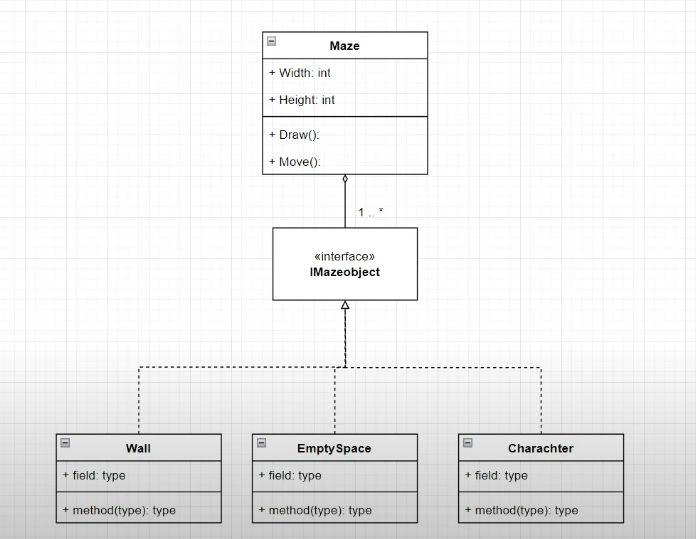 Maze
+ Width: int
+ Height: int
+ Draw():
+ Move():
1 .. *
«interface»
IMazeobject
Wall
EmptySpace
Charachter
+ field: type
+ field: type
+ field: type
+ method(type): type
+ method(type): type
+ method(type): type